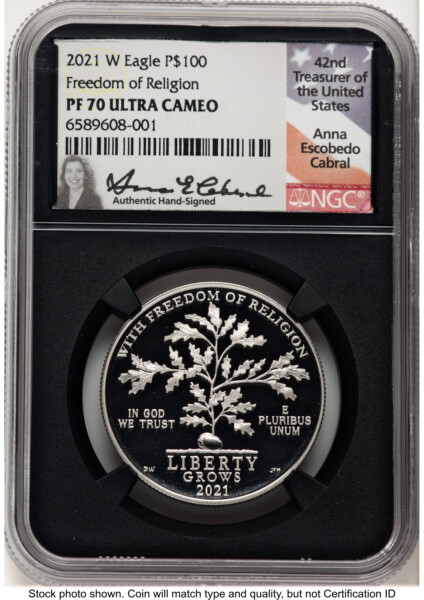 2021 W Eagle P$100
Freedom of Religion
PF 70 ULTRA CAMEO
6589608-001
Anna E Cabral
Authentic Hand-Signed
42nd
Treasurer of
the United
States
Anna
Escobedo
Cabral
NGC
WITH FREEDOM OF RELIGION
IN GOD
WE TRUST
E
PLURIBUS
UNUM
DW
JFM
LIBERTY
GROWS
2021
Stock photo shown. Coin will match type and quality, but not Certification ID